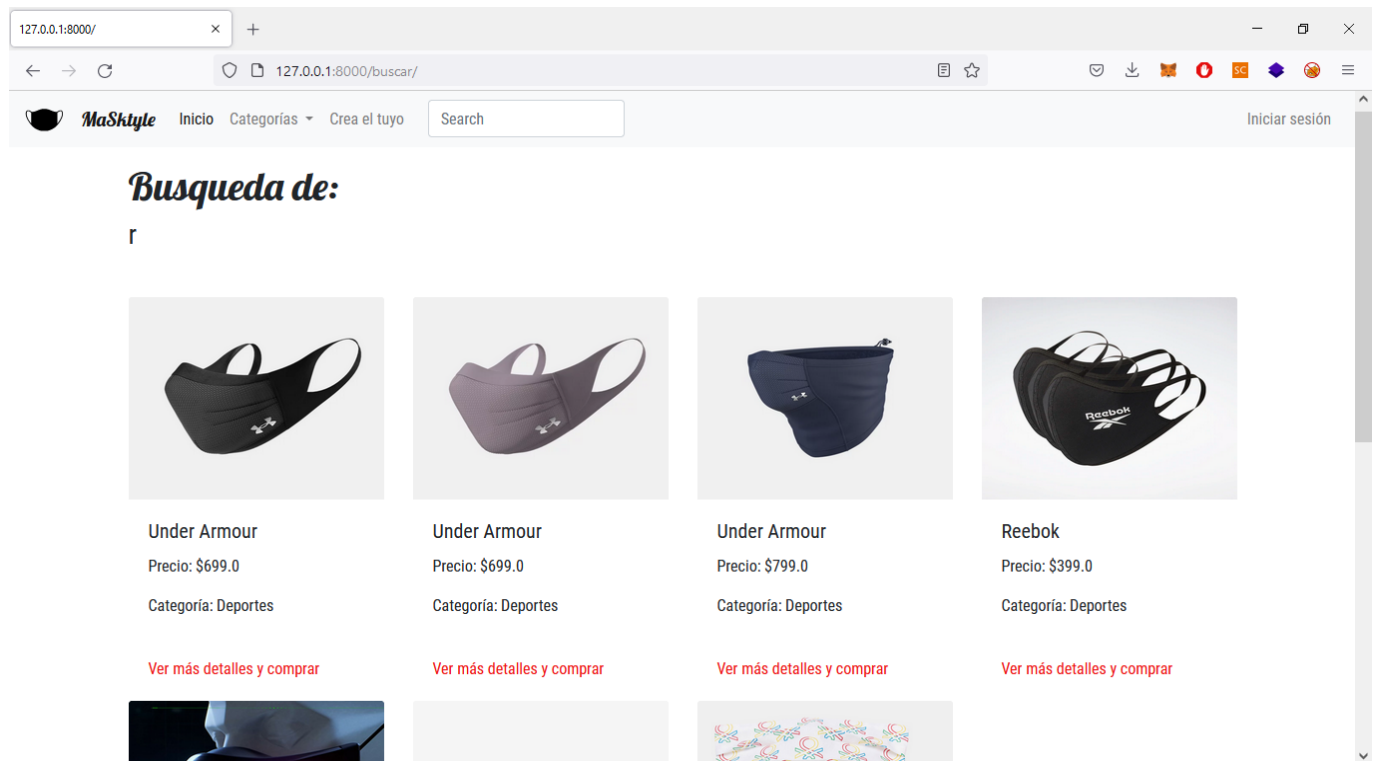 127.0.0.1:8000/
127.0.0.1:8000/buscar/
SC
MaSktyle Inicio Categorías Crea el tuyo Search Iniciar sesión
Busqueda de:
r
Reebok
Under Armour Under Armour Under Armour Reebok
Precio: $699.0 Precio: $699.0 Precio: $799.0 Precio: $399.0
Categoría: Deportes Categoría: Deportes Categoría: Deportes Categoría: Deportes
Ver más detalles y comprar Ver más detalles y comprar Ver más detalles y comprar Ver más detalles y comprar